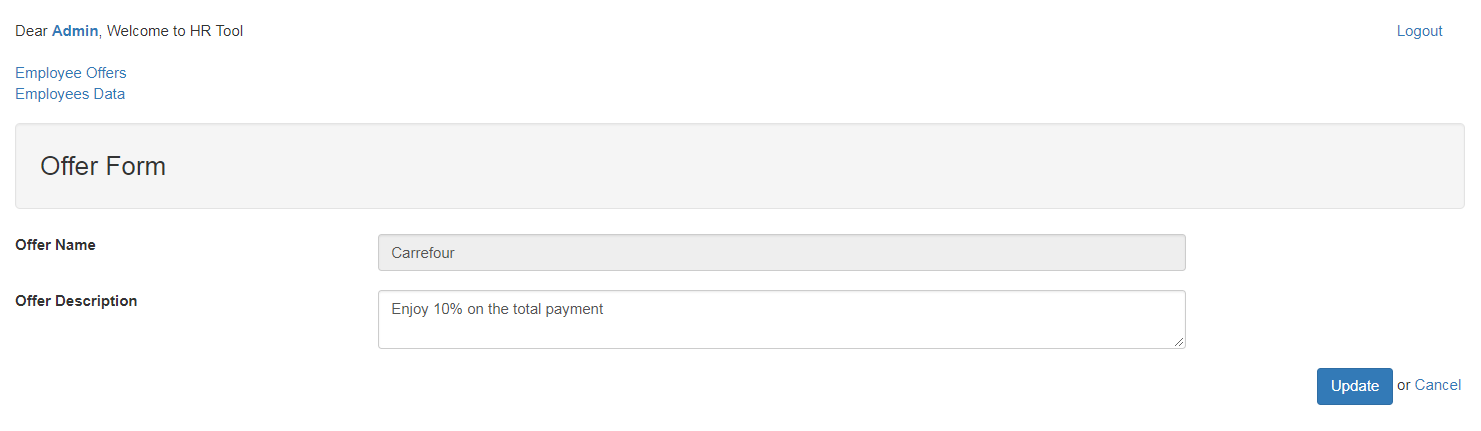 Dear Admin, Welcome to HR Tool
Logout
Employee Offers
Employees Data
Offer Form
Offer Name
Carrefour
Offer Description
Enjoy 10% on the total payment
Update or Cancel